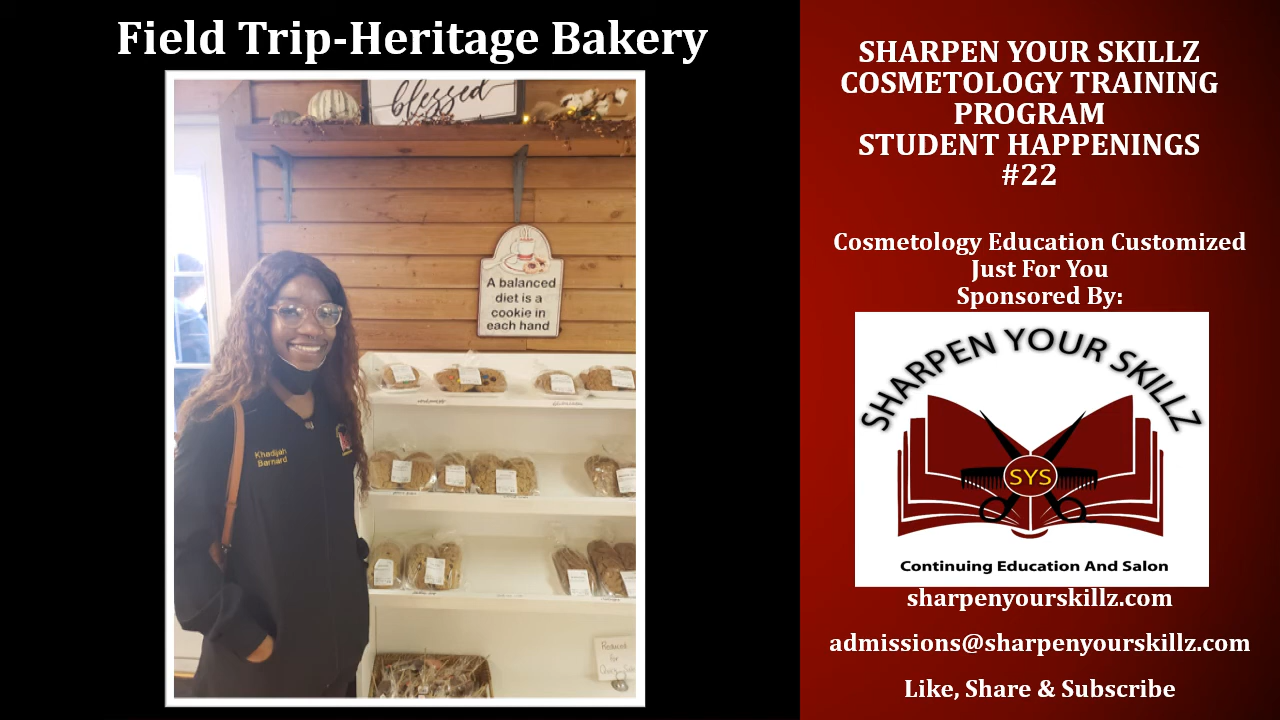 Field Trip-Heritage Bakery
blessed
A balanced
diet is a
cookie in
each hand
Khadijah
Barnard
Reduced
for
SHARPEN YOUR SKILLZ
COSMETOLOGY TRAINING
PROGRAM
STUDENT HAPPENINGS
#22
Cosmetology Education Customized
Just For You
Sponsored By:
SHARPEN YOUR SKILLZ
SYS
Continuing Education And Salon
sharpenyourskillz.com
admissions@sharpenyourskillz.com
Like, Share & Subscribe